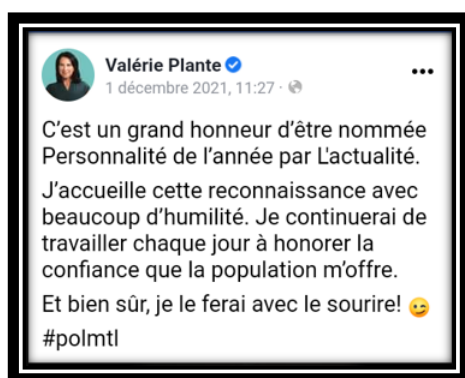 Valérie Plante
1 décembre 2021, 11:27 ·
C’est un grand honneur d’être nommée
Personnalité de l’année par L'actualité.
J’accueille cette reconnaissance avec
beaucoup d’humilité. Je continuerai de
travailler chaque jour à honorer la
confiance que la population m’offre.
Et bien sûr, je le ferai avec le sourire! 😜
#polmtl